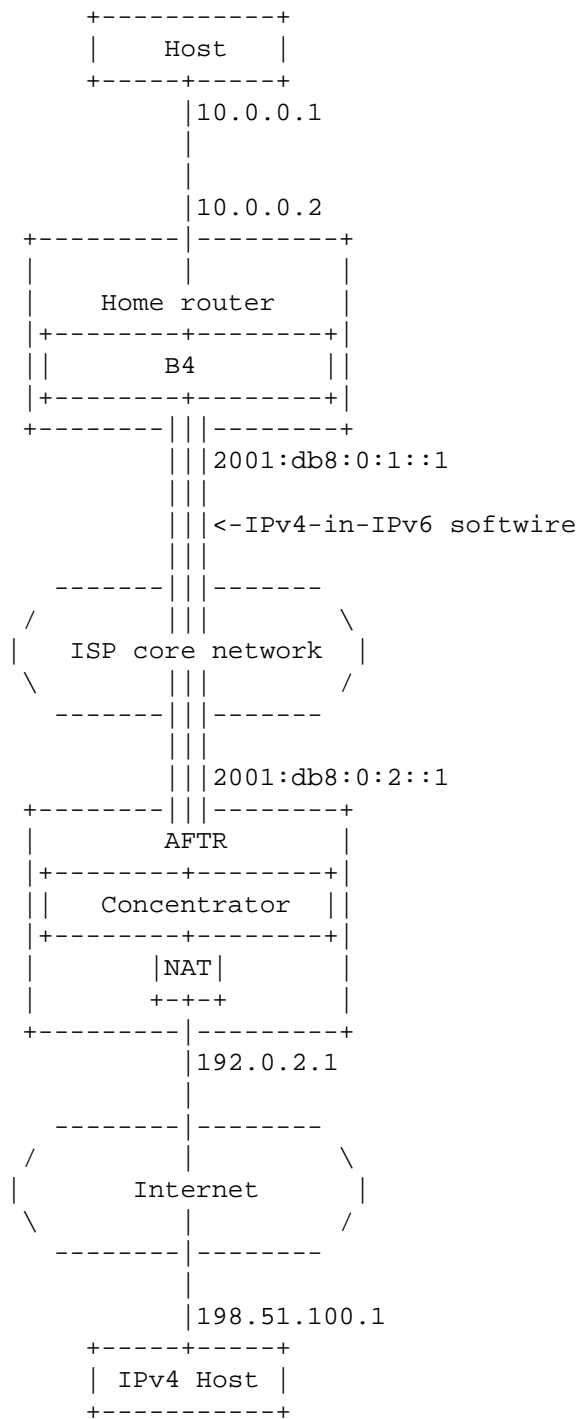 Host
10.0.0.1
10.0.0.2
Home router
B4
2001:db8:0:1::1
<-IPv4-in-IPv6 softwire
ISP core network
2001:db8:0:2::1
AFTR
Concentrator
NAT
192.0.2.1
Internet
198.51.100.1
IPv4 Host